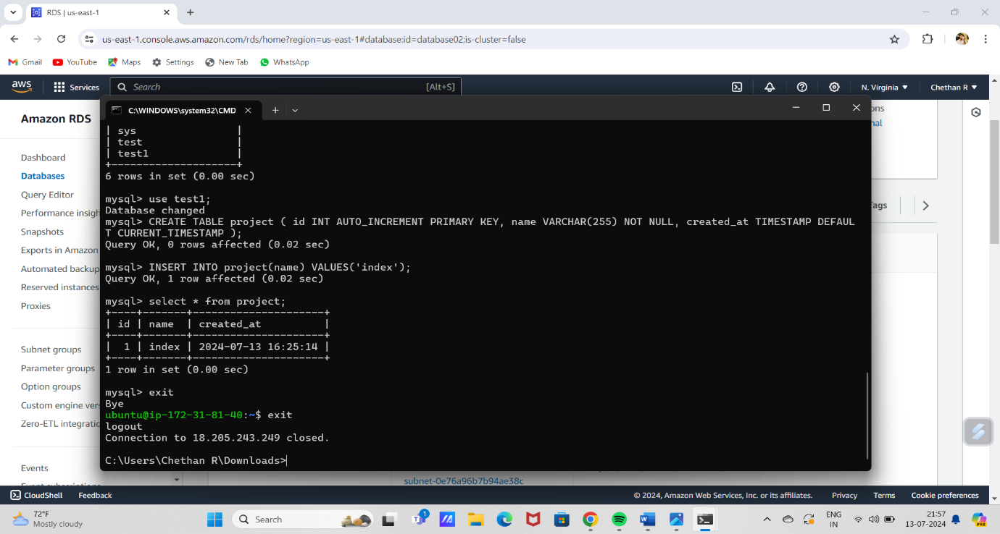 RDS | us-east-1
us-east-1.console.aws.amazon.com/rds/home?region=us-east-1#database:id=database02;is-cluster=false
Gmail YouTube Maps Settings New Tab WhatsApp
aws Services Search [Alt+S] N. Virginia Chethan R
Amazon RDS
Dashboard
Databases
Query Editor
Performance insigh
Snapshots
Exports in Amazon
Automated backup
Reserved instances
Proxies
Subnet groups
Parameter groups
Option groups
Custom engine vers
Zero-ETL integratio
Events
C:\WINDOWS\system32\CMD
| sys |
| test |
| test1 |
+--------------------+
6 rows in set (0.00 sec)
mysql> use test1;
Database changed
mysql> CREATE TABLE project ( id INT AUTO_INCREMENT PRIMARY KEY, name VARCHAR(255) NOT NULL, created_at TIMESTAMP DEFAUL
T CURRENT_TIMESTAMP );
Query OK, 0 rows affected (0.02 sec)
mysql> INSERT INTO project(name) VALUES('index');
Query OK, 1 row affected (0.02 sec)
mysql> select * from project;
+----+-------+---------------------+
| id | name | created_at |
+----+-------+---------------------+
| 1 | index | 2024-07-13 16:25:14 |
+----+-------+---------------------+
1 row in set (0.00 sec)
mysql> exit
Bye
ubuntu@ip-172-31-81-40:~$ exit
logout
Connection to 18.205.243.249 closed.
C:\Users\Chethan R\Downloads>
ons
nal
ags
subnet-0e76a96b7b94ae38c
CloudShell Feedback © 2024, Amazon Web Services, Inc. or its affiliates. Privacy Terms Cookie preferences
72°F
Mostly cloudy
Search
1
ENG
IN
21:57
13-07-2024
PRE